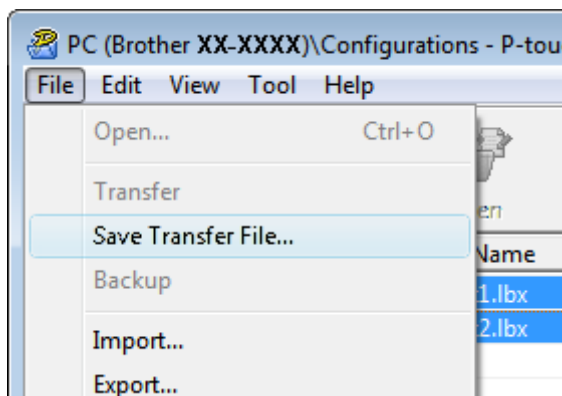 PC (Brother XX-XXXX)\Configurations - P-tou
File Edit View Tool Help
Open... Ctrl+O
Transfer
Save Transfer File...
Backup
Import...
Export...
en
Name
1.lbx
2.lbx